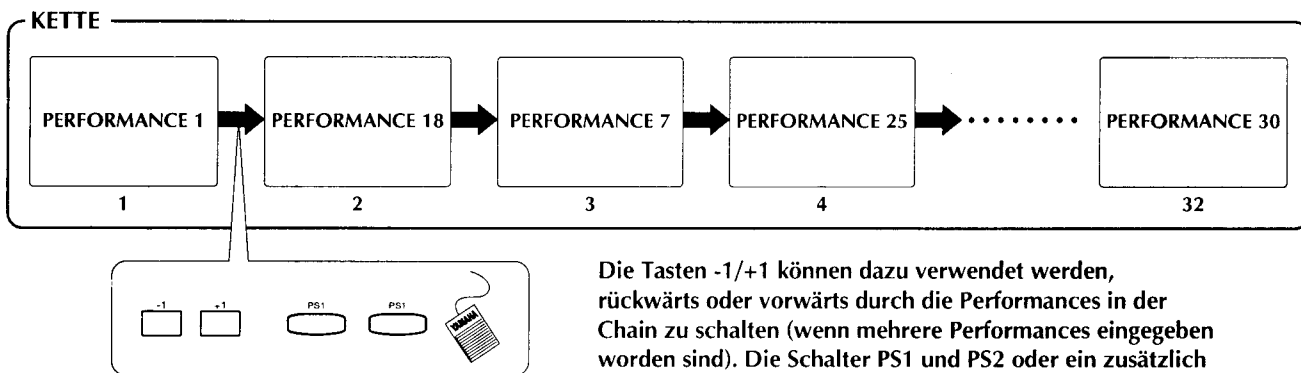 KETTE
PERFORMANCE 1
PERFORMANCE 18
PERFORMANCE 7
PERFORMANCE 25
PERFORMANCE 30
1
2
3
4
32
-1
+1
PS1
PS1
YAMAHA
Die Tasten -1/+1 können dazu verwendet werden,
rückwärts oder vorwärts durch die Performances in der
Chain zu schalten (wenn mehrere Performances eingegeben
worden sind). Die Schalter PS1 und PS2 oder ein zusätzlich